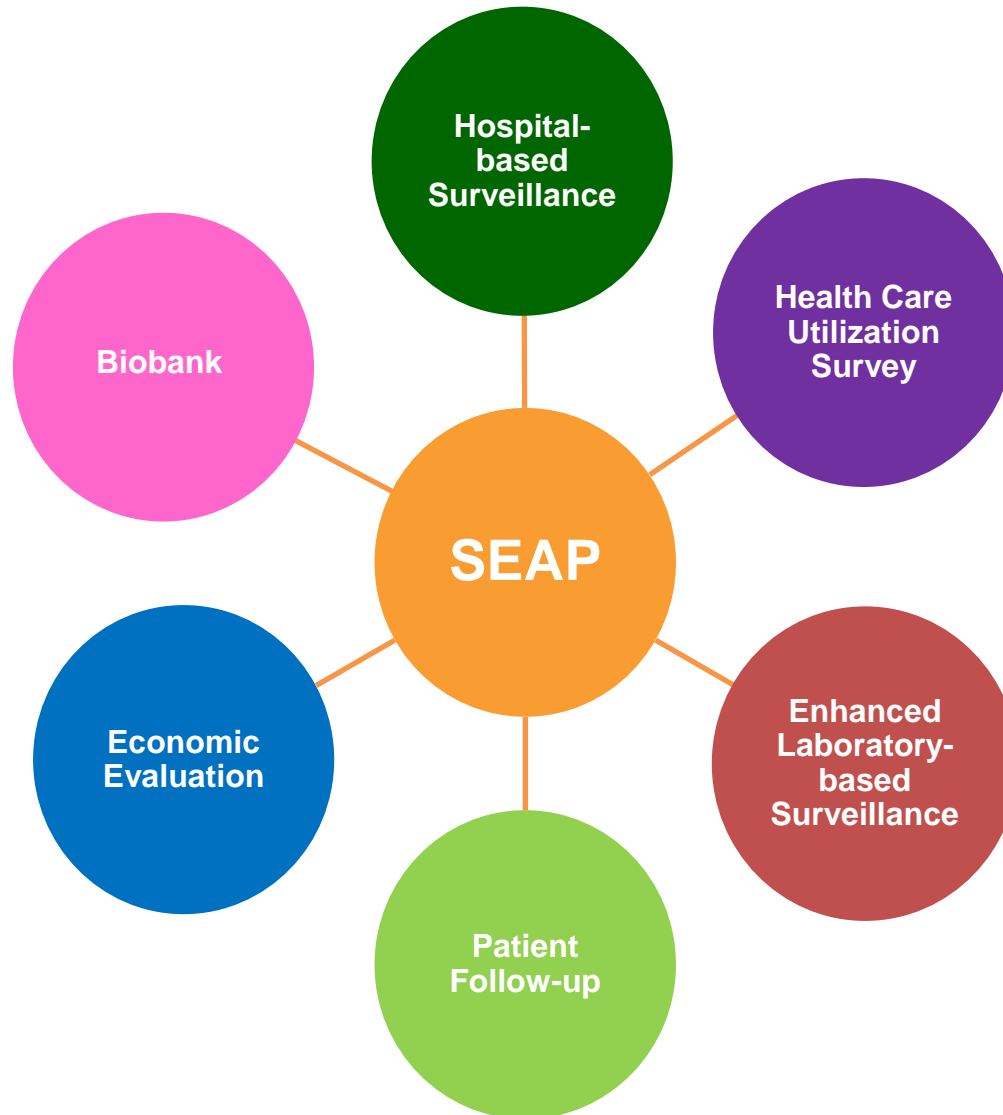 Hospital-
based
Surveillance
Health Care
Utilization
Survey
Biobank
SEAP
Enhanced
Laboratory-
based
Surveillance
Economic
Evaluation
Patient
Follow-up